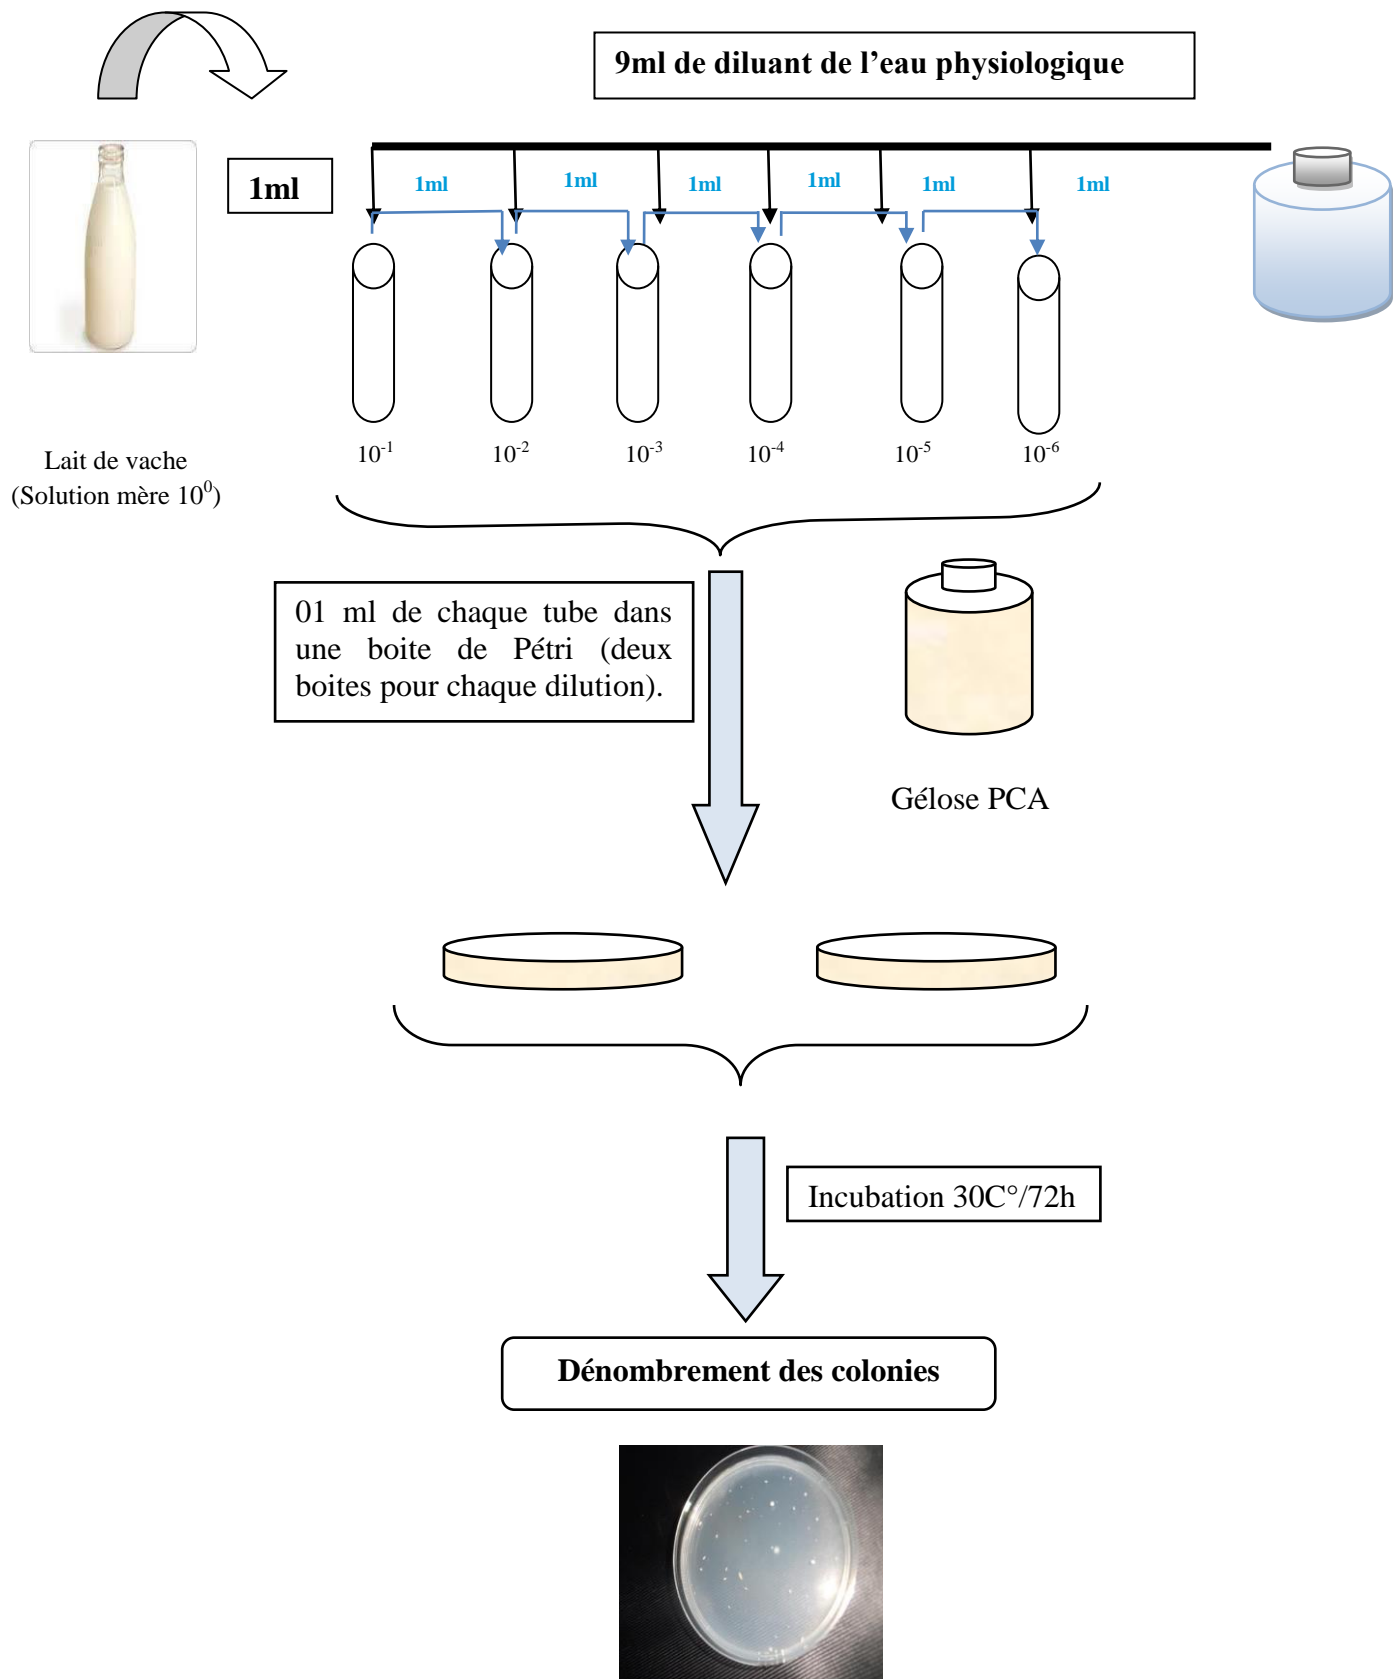 9ml de diluant de l’eau physiologique
1ml
1ml
1ml
1ml
1ml
1ml
1ml
10⁻¹
10⁻²
10⁻³
10⁻⁴
10⁻⁵
10⁻⁶
Lait de vache
(Solution mère 10⁰)
01 ml de chaque tube dans
une boite de Pétri (deux
boites pour chaque dilution).
Gélose PCA
Incubation 30C°/72h
Dénombrement des colonies